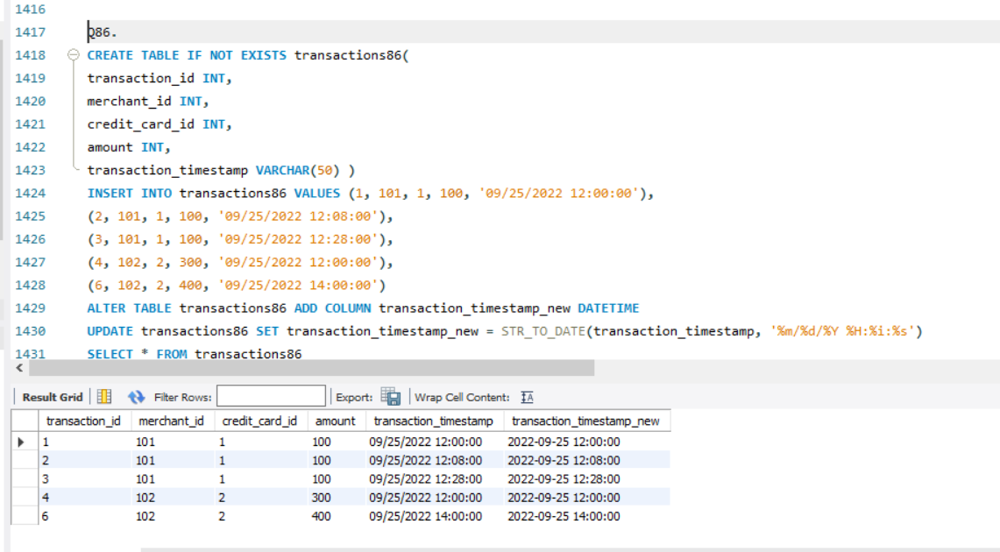 1416
1417 Q86.
1418 CREATE TABLE IF NOT EXISTS transactions86(
1419 transaction_id INT,
1420 merchant_id INT,
1421 credit_card_id INT,
1422 amount INT,
1423 transaction_timestamp VARCHAR(50) )
1424 INSERT INTO transactions86 VALUES (1, 101, 1, 100, '09/25/2022 12:00:00'),
1425 (2, 101, 1, 100, '09/25/2022 12:08:00'),
1426 (3, 101, 1, 100, '09/25/2022 12:28:00'),
1427 (4, 102, 2, 300, '09/25/2022 12:00:00'),
1428 (6, 102, 2, 400, '09/25/2022 14:00:00')
1429 ALTER TABLE transactions86 ADD COLUMN transaction_timestamp_new DATETIME
1430 UPDATE transactions86 SET transaction_timestamp_new = STR_TO_DATE(transaction_timestamp, '%m/%d/%Y %H:%i:%s')
1431 SELECT * FROM transactions86
Result Grid Filter Rows: Export: Wrap Cell Content: IA
transaction_id merchant_id credit_card_id amount transaction_timestamp transaction_timestamp_new
1 101 1 100 09/25/2022 12:00:00 2022-09-25 12:00:00
2 101 1 100 09/25/2022 12:08:00 2022-09-25 12:08:00
3 101 1 100 09/25/2022 12:28:00 2022-09-25 12:28:00
4 102 2 300 09/25/2022 12:00:00 2022-09-25 12:00:00
6 102 2 400 09/25/2022 14:00:00 2022-09-25 14:00:00